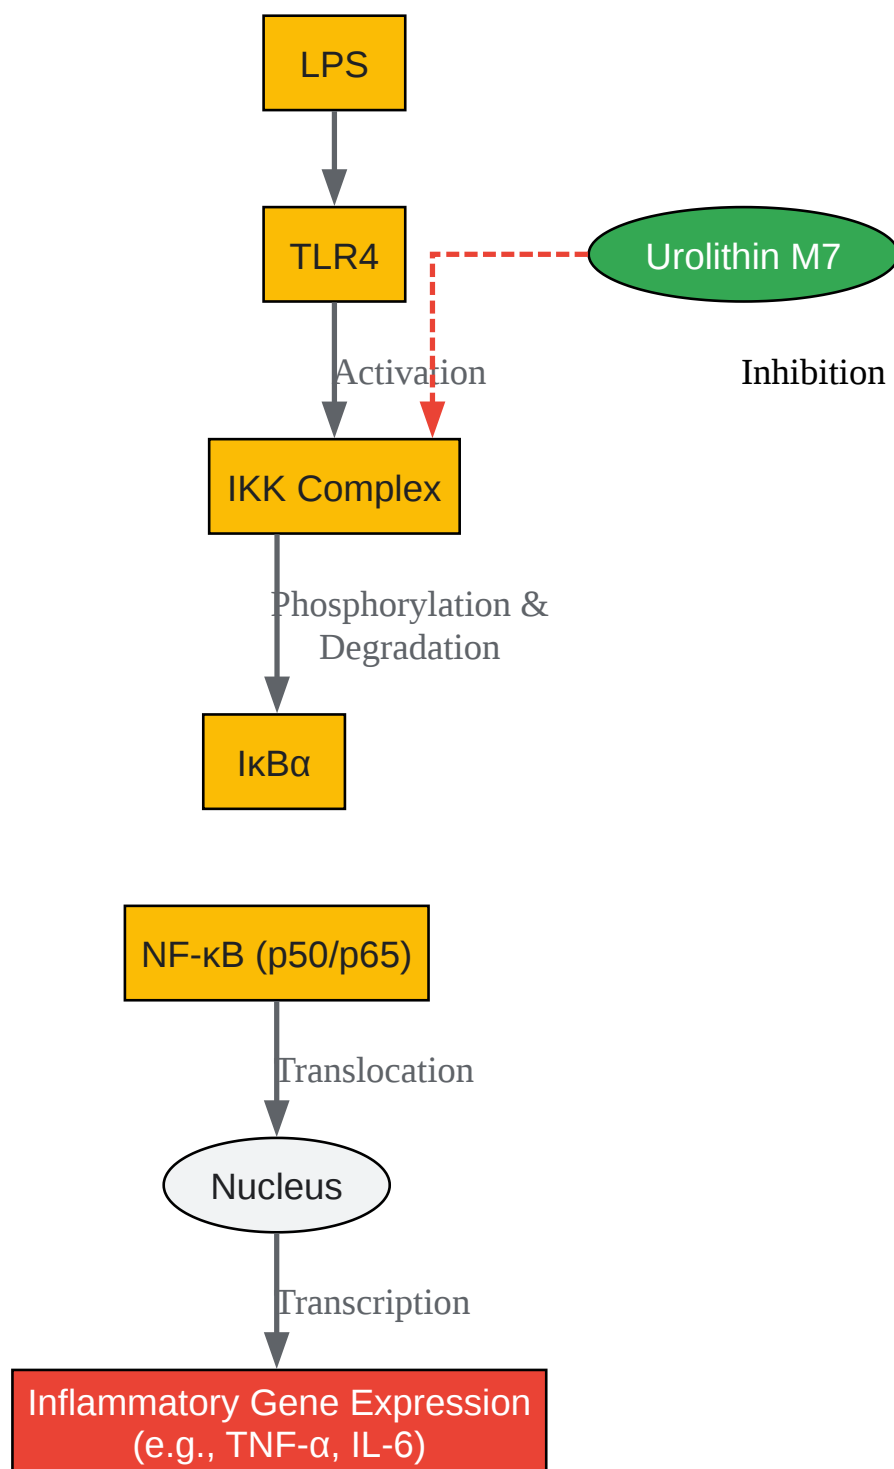 LPS
TLR4
Urolithin M7
Activation
Inhibition
IKK Complex
Phosphorylation &
Degradation
IκBα
NF-κB (p50/p65)
Translocation
Nucleus
Transcription
Inflammatory Gene Expression
(e.g., TNF-α, IL-6)